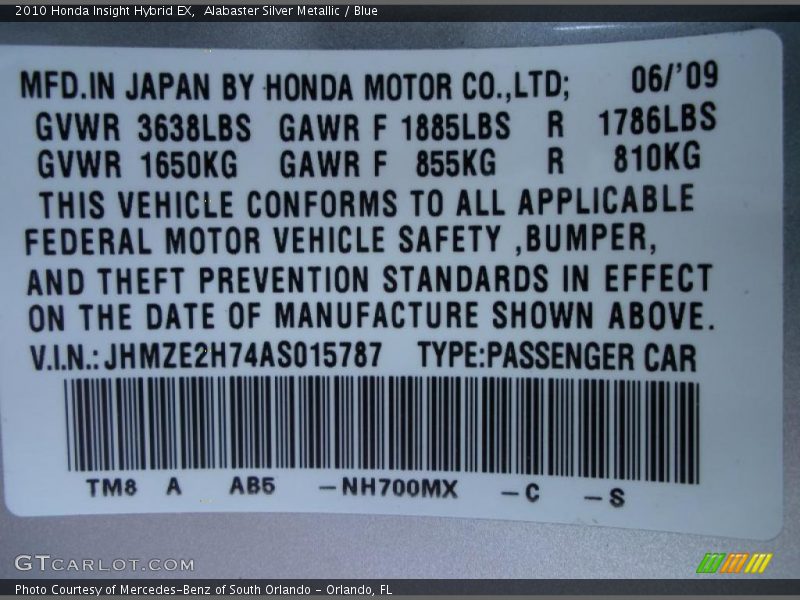 2010 Honda Insight Hybrid EX,  Alabaster Silver Metallic / Blue
MFD.IN JAPAN BY HONDA MOTOR CO.,LTD; 06/'09
GVWR 3638LBS GAWR F 1885LBS R 1786LBS
GVWR 1650KG GAWR F 855KG R 810KG
THIS VEHICLE CONFORMS TO ALL APPLICABLE
FEDERAL MOTOR VEHICLE SAFETY ,BUMPER,
AND THEFT PREVENTION STANDARDS IN EFFECT
ON THE DATE OF MANUFACTURE SHOWN ABOVE.
V.I.N.:JHMZE2H74AS015787 TYPE:PASSENGER CAR
TM8 A AB5 -NH700MX -C -S
GTCARLOT.COM
Photo Courtesy of Mercedes-Benz of South Orlando - Orlando, FL